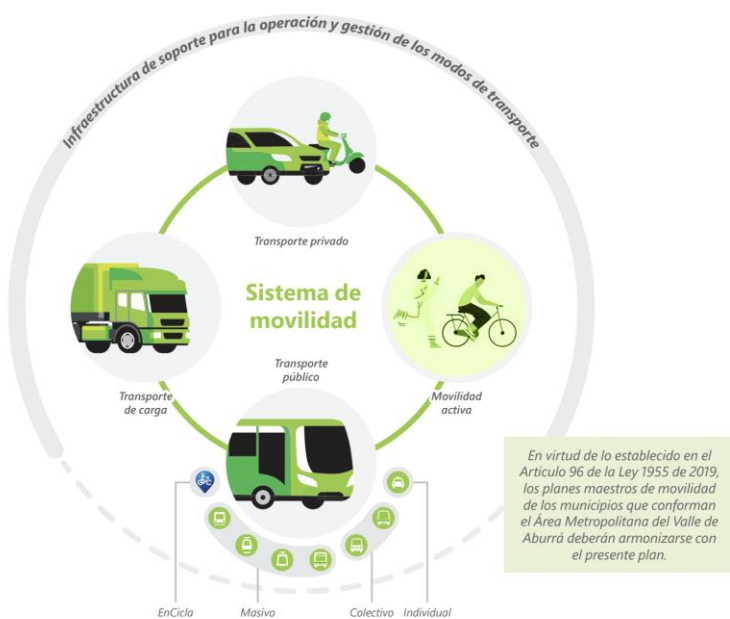 Infraestructura de soporte para la operación y gestión de los modos de transporte
Transporte privado
Sistema de
movilidad
Transporte
público
Transporte
de carga
Movilidad
activa
En virtud de lo establecido en el
Artículo 96 de la Ley 1955 de 2019,
los planes maestros de movilidad
de los municipios que conforman
el Área Metropolitana del Valle de
Aburrá deberán armonizarse con
el presente plan.
EnCicla
Masivo
Colectivo
Individual